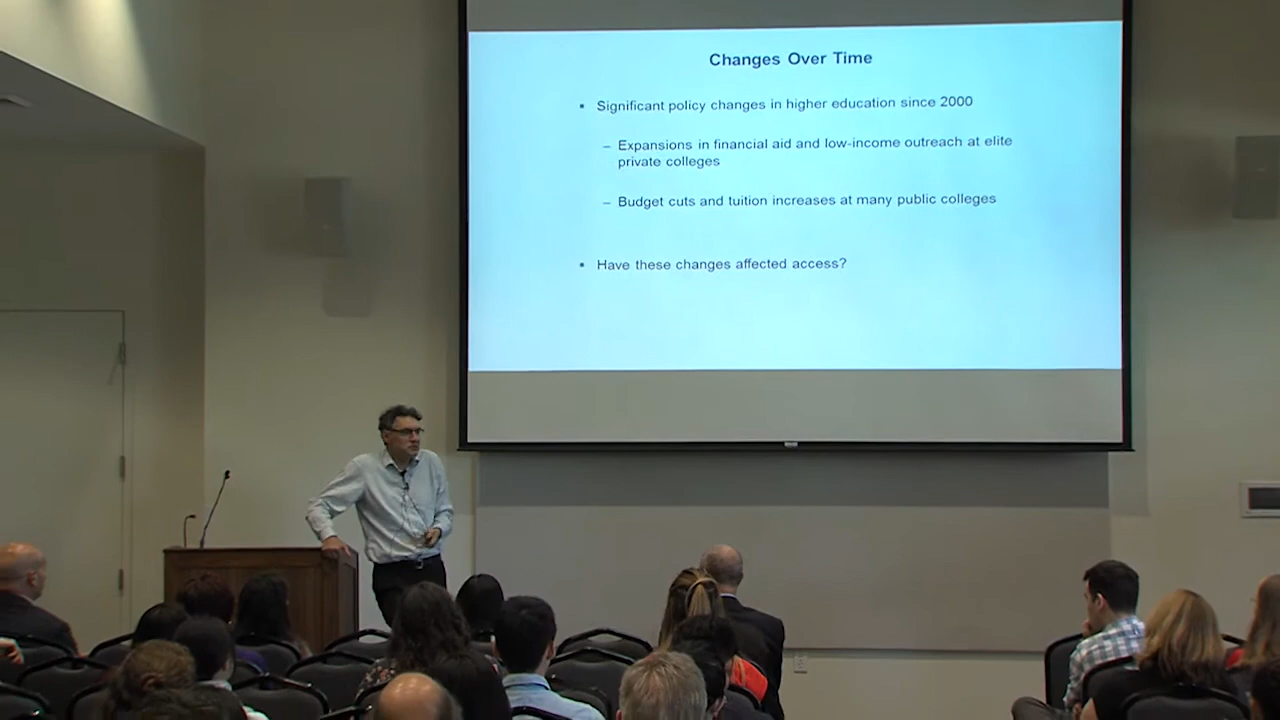 Changes Over Time
• Significant policy changes in higher education since 2000
– Expansions in financial aid and low-income outreach at elite
private colleges
– Budget cuts and tuition increases at many public colleges
• Have these changes affected access?